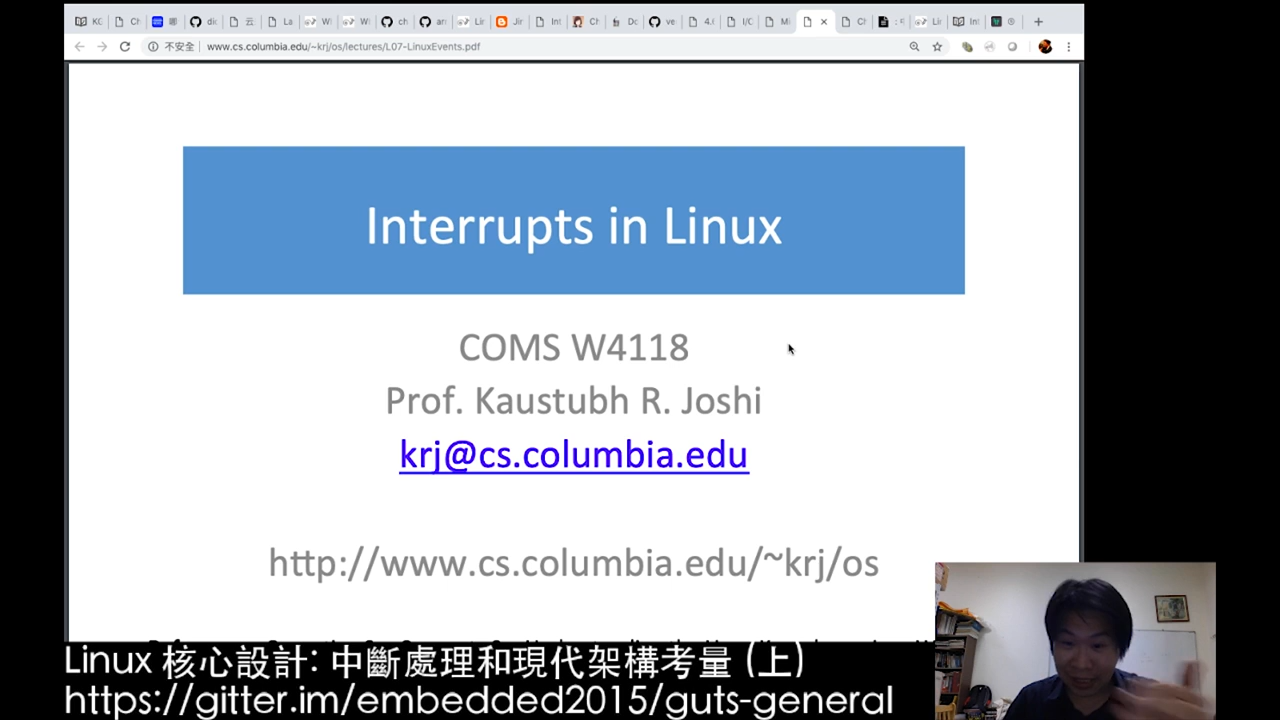 不安全 www.cs.columbia.edu/~krj/os/lectures/L07-LinuxEvents.pdf
Interrupts in Linux
COMS W4118
Prof. Kaustubh R. Joshi
krj@cs.columbia.edu
http://www.cs.columbia.edu/~krj/os
Linux 核心設計: 中斷處理和現代架構考量 (上)
https://gitter.im/embedded2015/guts-general